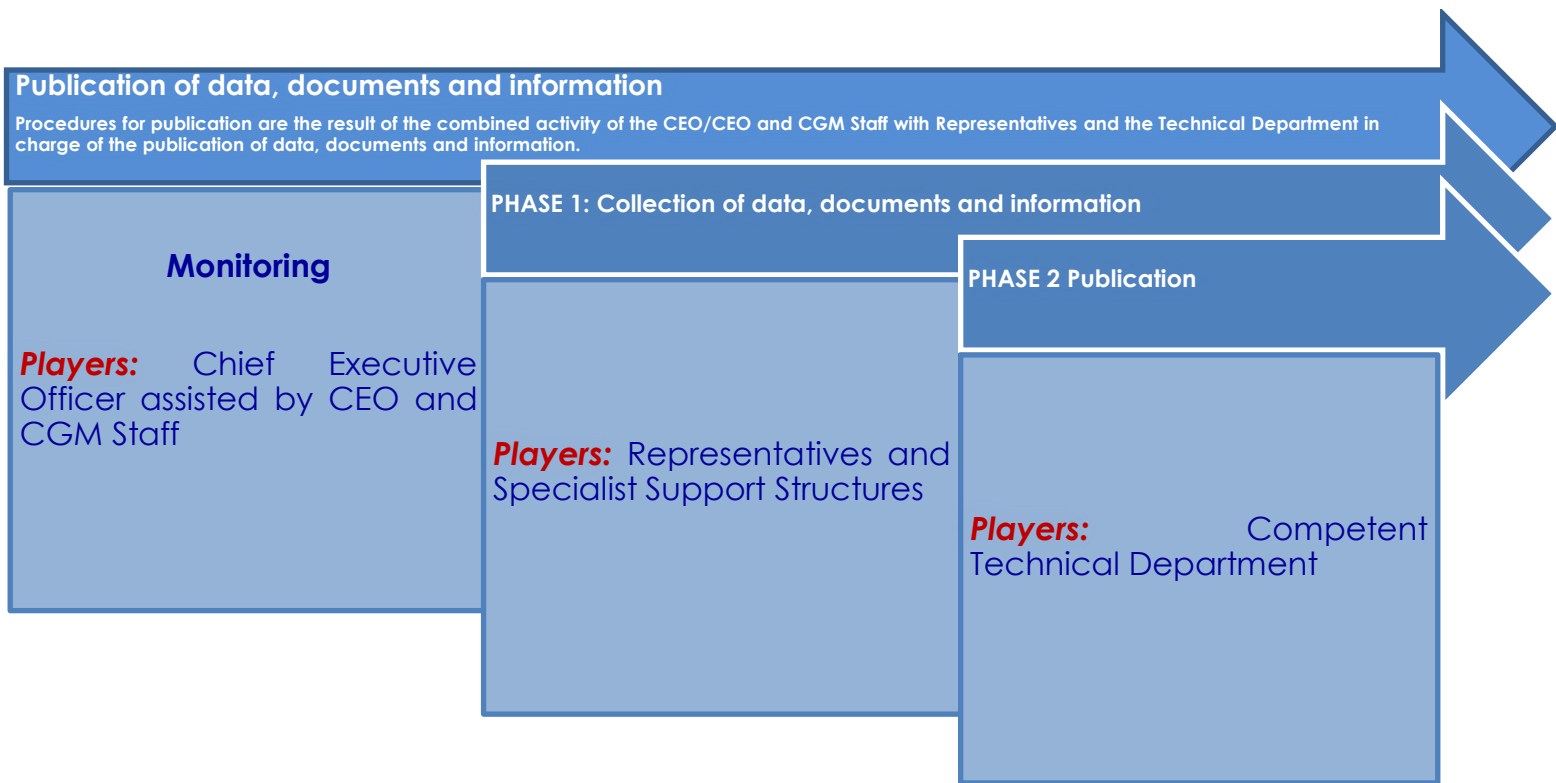 Publication of data, documents and information
Procedures for publication are the result of the combined activity of the CEO/CEO and CGM Staff with Representatives and the Technical Department in
charge of the publication of data, documents and information.
Monitoring
Players: Chief Executive
Officer assisted by CEO and
CGM Staff
PHASE 1: Collection of data, documents and information
Players: Representatives and
Specialist Support Structures
PHASE 2 Publication
Players: Competent
Technical Department